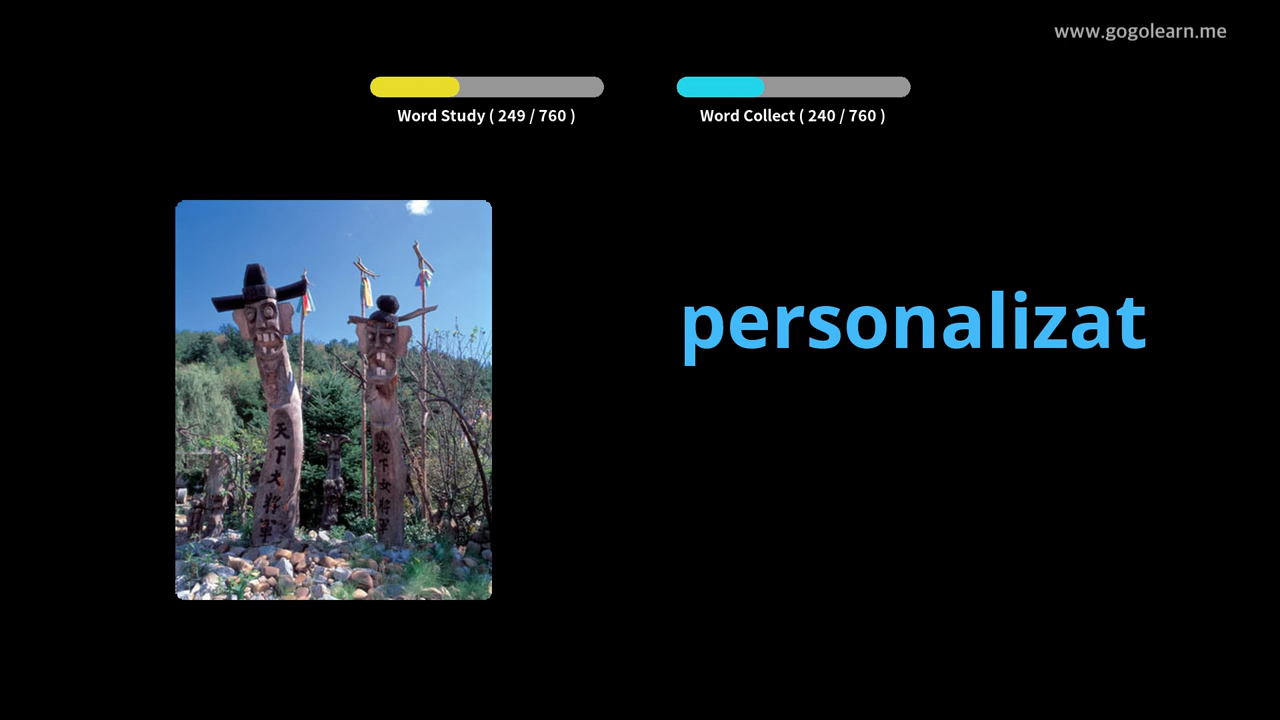 www.gogolearn.me
Word Study ( 249 / 760 )
Word Collect ( 240 / 760 )
personalizat
天下大將軍
地下女將軍